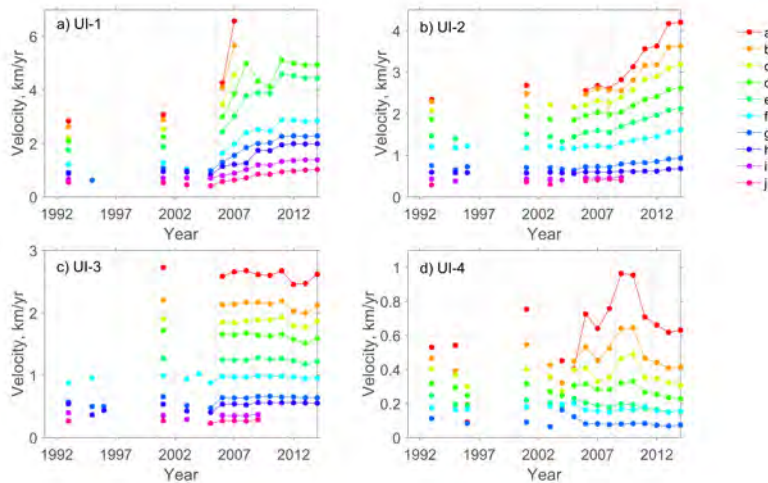 a) UI-1
6
4
2
0
Velocity, km/yr
1992 1997 2002 2007 2012
Year
b) UI-2
4
3
2
1
0
Velocity, km/yr
1992 1997 2002 2007 2012
Year
a
b
d
e
f
g
h
i
j
c) UI-3
3
2
1
0
Velocity, km/yr
1992 1997 2002 2007 2012
Year
d) UI-4
1
0.8
0.6
0.4
0.2
0
Velocity, km/yr
1992 1997 2002 2007 2012
Year